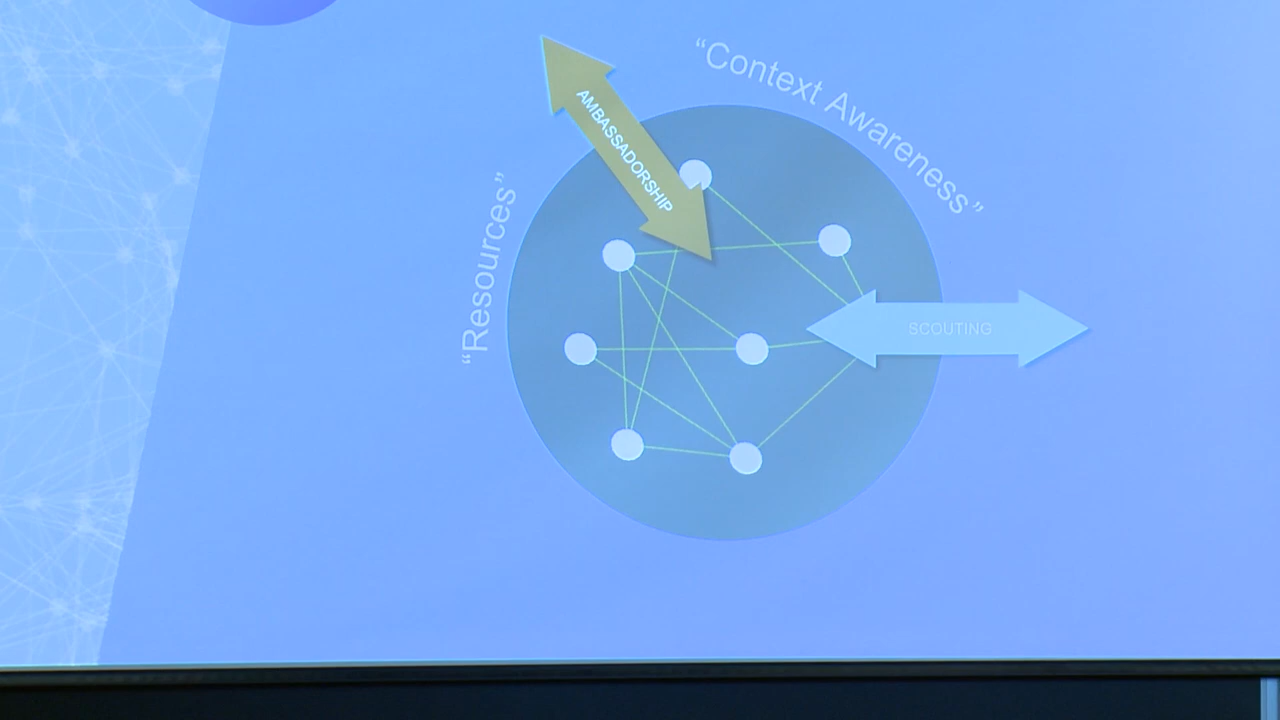 “Context Awareness”
AMBASSADORSHIP
“Resources”
SCOUTING